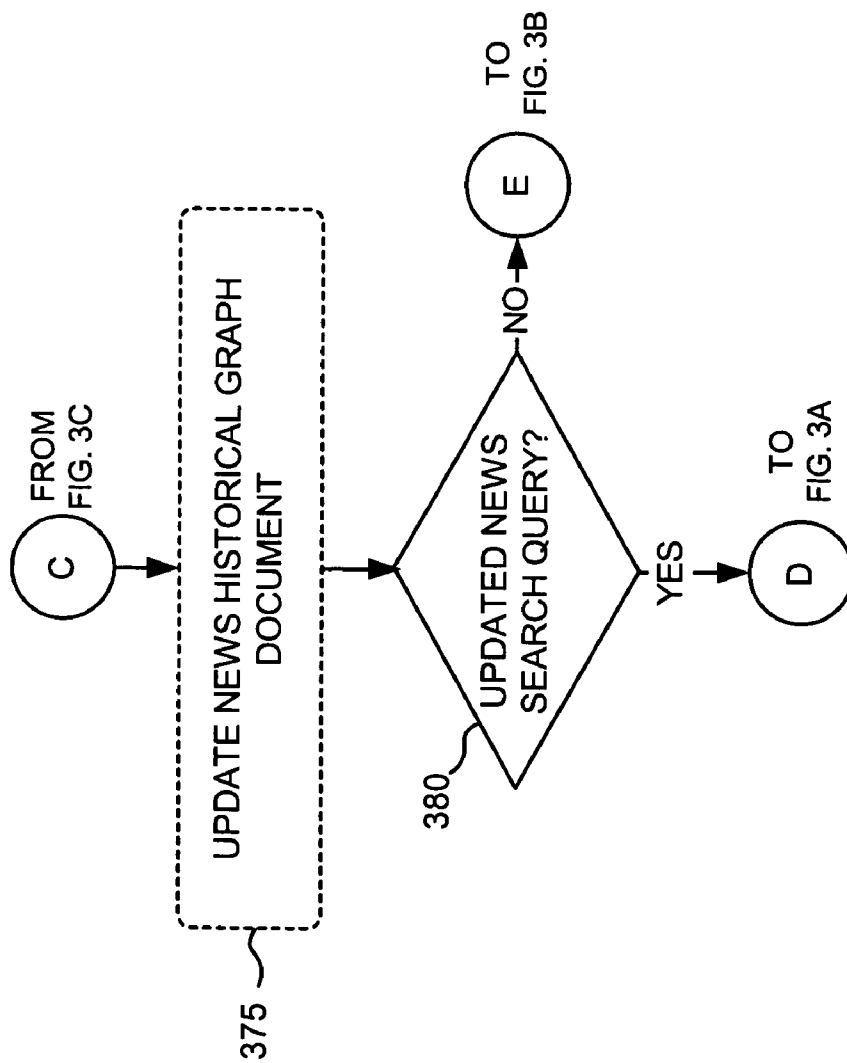 C
FROM
FIG. 3C
375
UPDATE NEWS HISTORICAL GRAPH
DOCUMENT
380
UPDATED NEWS
SEARCH QUERY?
NO
E
TO
FIG. 3B
YES
D
TO
FIG. 3A